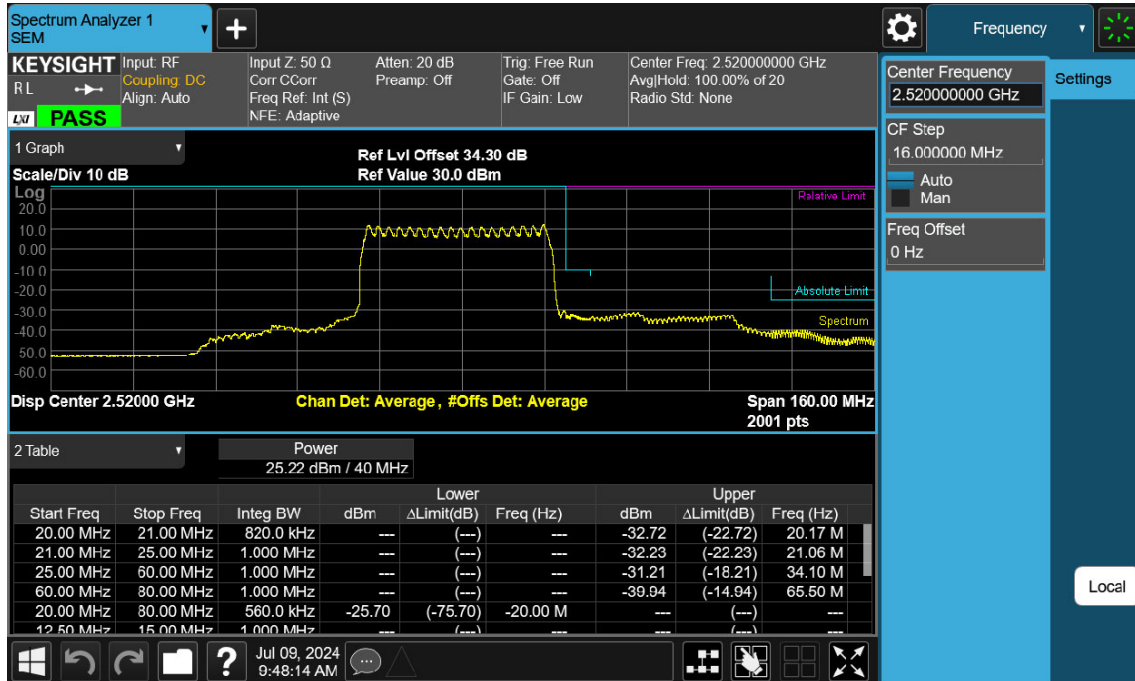 Spectrum Analyzer 1
SEM
+
Frequency
KEYSIGHT
R L
LXI PASS
Input: RF
Coupling: DC
Align: Auto
Input Z: 50 Ω
Corr CCorr
Freq Ref: Int (S)
NFE: Adaptive
Atten: 20 dB
Preamp: Off
Trig: Free Run
Gate: Off
IF Gain: Low
Center Freq: 2.520000000 GHz
Avg|Hold: 100.00% of 20
Radio Std: None
Center Frequency
2.520000000 GHz
Settings
CF Step
16.000000 MHz
Auto
Man
Freq Offset
0 Hz
Local
1 Graph
Scale/Div 10 dB
Ref Lvl Offset 34.30 dB
Ref Value 30.0 dBm
Log
20.0
10.0
0.00
-10.0
-20.0
-30.0
-40.0
50.0
-60.0
Relative Limit
Absolute Limit
Spectrum
Disp Center 2.52000 GHz
Chan Det: Average , #Offs Det: Average
Span 160.00 MHz
2001 pts
2 Table
Power
25.22 dBm / 40 MHz
Lower Upper
Start Freq Stop Freq Integ BW dBm ΔLimit(dB) Freq (Hz) dBm ΔLimit(dB) Freq (Hz)
20.00 MHz 21.00 MHz 820.0 kHz --- (---) --- -32.72 (-22.72) 20.17 M
21.00 MHz 25.00 MHz 1.000 MHz --- (---) --- -32.23 (-22.23) 21.06 M
25.00 MHz 60.00 MHz 1.000 MHz --- (---) --- -31.21 (-18.21) 34.10 M
60.00 MHz 80.00 MHz 1.000 MHz --- (---) --- -39.94 (-14.94) 65.50 M
20.00 MHz 80.00 MHz 560.0 kHz -25.70 (-75.70) -20.00 M --- (---) ---
12.50 MHz 15.00 MHz 1.000 MHz --- (---) --- --- (---) ---
?
Jul 09, 2024
9:48:14 AM